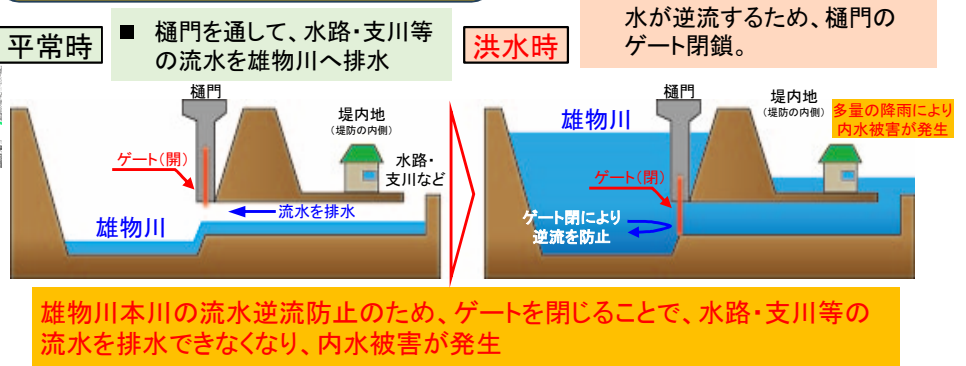 平常時
■ 樋門を通して、水路・支川等
の流水を雄物川へ排水
樋門
堤内地
（堤防の内側）
ゲート（開）
水路・
支川など
流水を排水
雄物川
洪水時
水が逆流するため、樋門の
ゲート閉鎖。
樋門
雄物川
堤内地
（堤防の内側）
多量の降雨により
内水被害が発生
ゲート（閉）
ゲート閉により
逆流を防止
雄物川本川の流水逆流防止のため、ゲートを閉じることで、水路・支川等の
流水を排水できなくなり、内水被害が発生